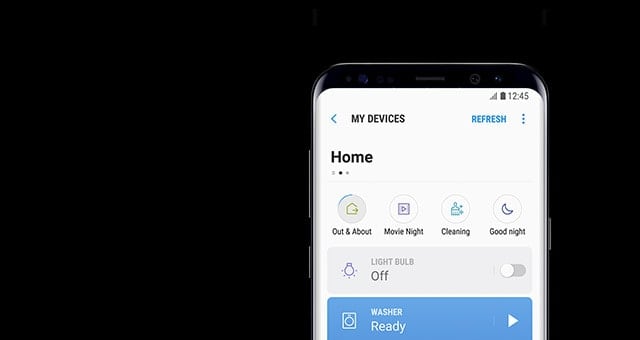 12:45
MY DEVICES REFRESH
Home
Out & About Movie Night Cleaning Good night
LIGHT BULB
Off
WASHER
Ready